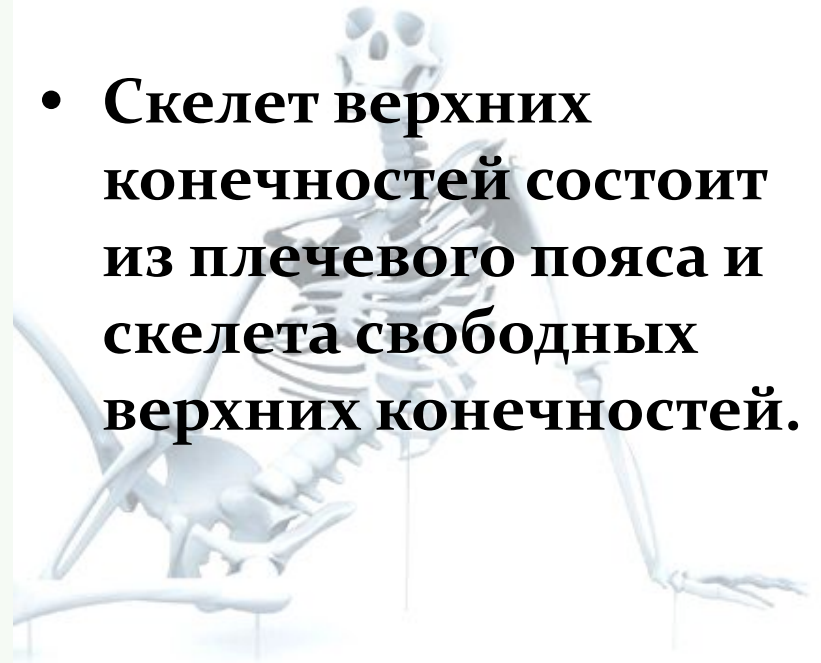 • Скелет верхних
конечностей состоит
из плечевого пояса и
скелета свободных
верхних конечностей.